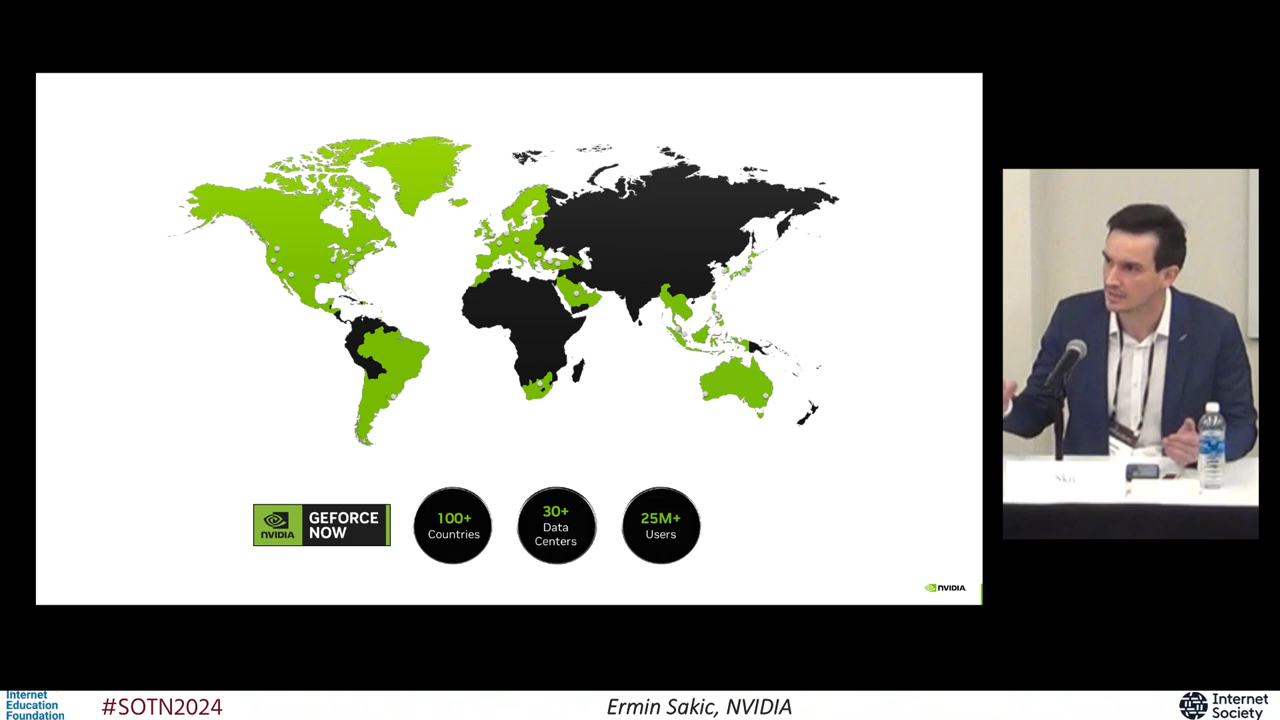 NVIDIA
GEFORCE
NOW
100+
Countries
30+
Data
Centers
25M+
Users
NVIDIA
Internet
Education
Foundation
#SOTN2024
Ermin Sakic, NVIDIA
Internet
Society